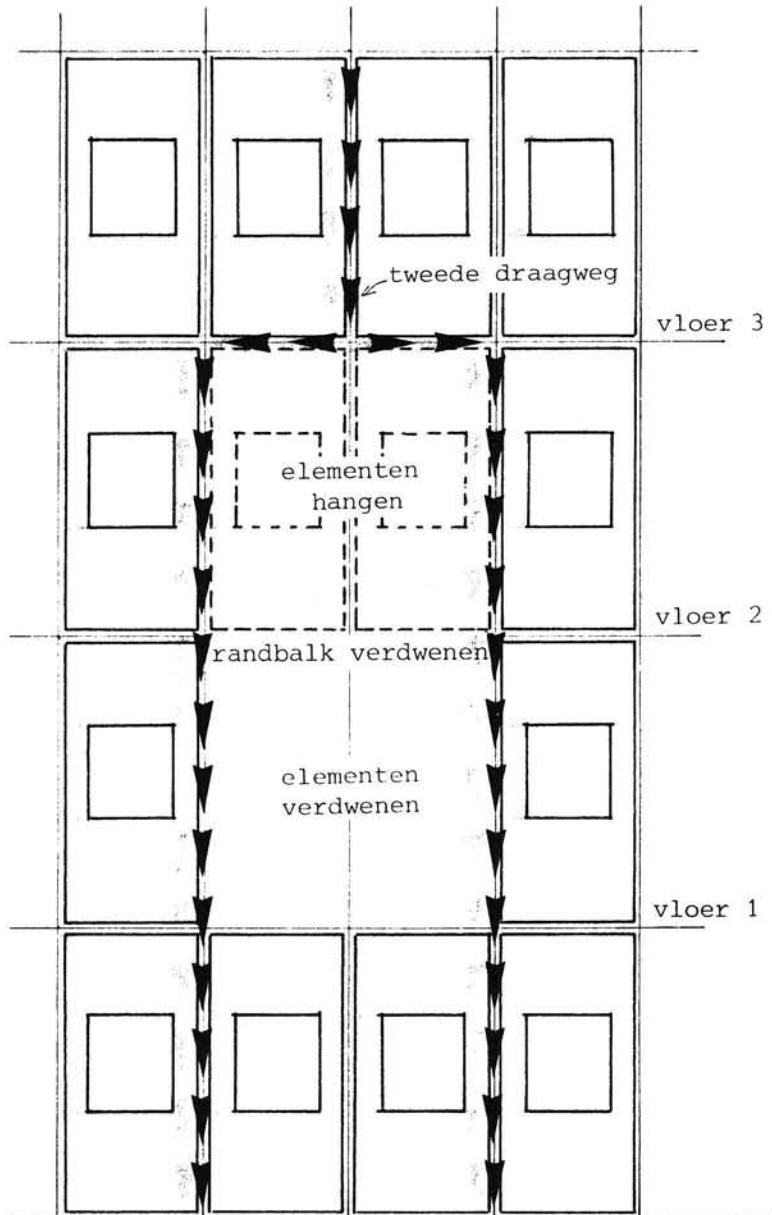 tweede draagweg
vloer 3
elementen
hangen
vloer 2
randbalk verdwenen
elementen
verdwenen
vloer 1